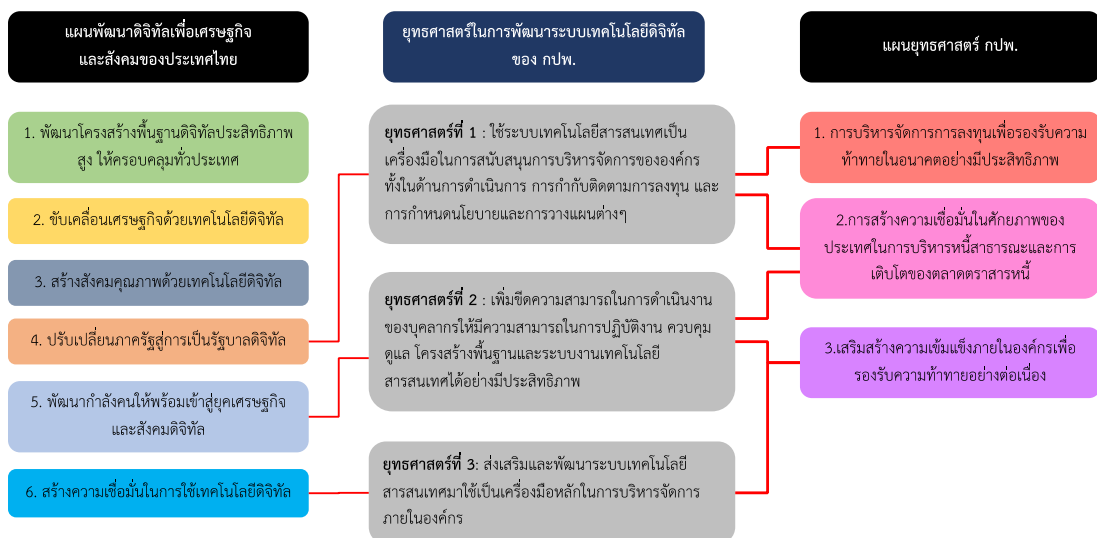 แผนพัฒนาดิจิทัลเพื่อเศรษฐกิจ
และสังคมของประเทศไทย
1. พัฒนาโครงสร้างพื้นฐานดิจิทัลประสิทธิภาพ
สูง ให้ครอบคลุมทั่วประเทศ
2. ขับเคลื่อนเศรษฐกิจด้วยเทคโนโลยีดิจิทัล
3. สร้างสังคมคุณภาพด้วยเทคโนโลยีดิจิทัล
4. ปรับเปลี่ยนภาครัฐสู่การเป็นรัฐบาลดิจิทัล
5. พัฒนากำลังคนให้พร้อมเข้าสู่ยุคเศรษฐกิจ
และสังคมดิจิทัล
6. สร้างความเชื่อมั่นในการใช้เทคโนโลยีดิจิทัล
ยุทธศาสตร์ในการพัฒนาระบบเทคโนโลยีดิจิทัล
ของ กปพ.
ยุทธศาสตร์ที่ 1 : ใช้ระบบเทคโนโลยีสารสนเทศเป็น
เครื่องมือในการสนับสนุนการบริหารจัดการขององค์กร
ทั้งในด้านการดำเนินการ การกำกับติดตามการลงทุน และ
การกำหนดนโยบายและการวางแผนต่างๆ
ยุทธศาสตร์ที่ 2 : เพิ่มขีดความสามารถในการดำเนินงาน
ของบุคลากรให้มีความสามารถในการปฏิบัติงาน ควบคุม
ดูแล โครงสร้างพื้นฐานและระบบงานเทคโนโลยี
สารสนเทศได้อย่างมีประสิทธิภาพ
ยุทธศาสตร์ที่ 3: ส่งเสริมและพัฒนาระบบเทคโนโลยี
สารสนเทศมาใช้เป็นเครื่องมือหลักในการบริหารจัดการ
ภายในองค์กร
แผนยุทธศาสตร์ กปพ.
1. การบริหารจัดการการลงทุนเพื่อรองรับความ
ท้าทายในอนาคตอย่างมีประสิทธิภาพ
2.การสร้างความเชื่อมั่นในศักยภาพของ
ประเทศในการบริหารหนี้สาธารณะและการ
เติบโตของตลาดตราสารหนี้
3.เสริมสร้างความเข้มแข็งภายในองค์กรเพื่อ
รองรับความท้าทายอย่างต่อเนื่อง